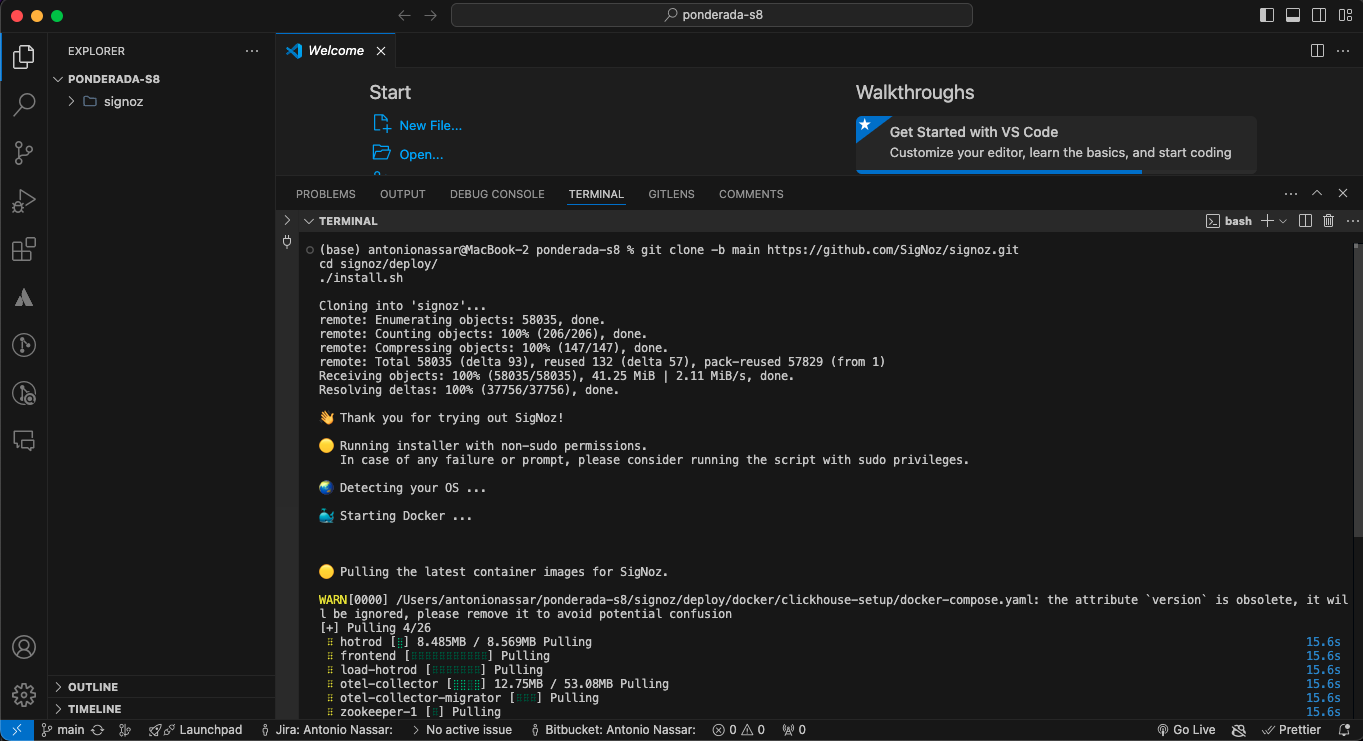 ponderada-s8
EXPLORER
PONDERADA-S8
signoz
OUTLINE
TIMELINE
Welcome
Start
New File...
Open...
Walkthroughs
Get Started with VS Code
Customize your editor, learn the basics, and start coding
PROBLEMS OUTPUT DEBUG CONSOLE TERMINAL GITLENS COMMENTS
TERMINAL
bash
(base) antonionassar@MacBook-2 ponderada-s8 % git clone -b main https://github.com/SigNoz/signoz.git
cd signoz/deploy/
./install.sh
Cloning into 'signoz'...
remote: Enumerating objects: 58035, done.
remote: Counting objects: 100% (206/206), done.
remote: Compressing objects: 100% (147/147), done.
remote: Total 58035 (delta 93), reused 132 (delta 57), pack-reused 57829 (from 1)
Receiving objects: 100% (58035/58035), 41.25 MiB | 2.11 MiB/s, done.
Resolving deltas: 100% (37756/37756), done.
👋 Thank you for trying out SigNoz!
🟡 Running installer with non-sudo permissions.
In case of any failure or prompt, please consider running the script with sudo privileges.
🌏 Detecting your OS ...
🐳 Starting Docker ...
🟡 Pulling the latest container images for SigNoz.
WARN[0000] /Users/antonionassar/ponderada-s8/signoz/deploy/docker/clickhouse-setup/docker-compose.yaml: the attribute `version` is obsolete, it wil
l be ignored, please remove it to avoid potential confusion
[+] Pulling 4/26
⠿ hotrod [⣿] 8.485MB / 8.569MB Pulling 15.6s
⠿ frontend [⠿⠿⠿⠿⠿⠿⠿⠿⠿⠿⠿] Pulling 15.6s
⠿ load-hotrod [⠿⠿⠿⠿⠿⠿⠿] Pulling 15.6s
⠿ otel-collector [⣿⣿⠿⣿] 12.75MB / 53.08MB Pulling 15.6s
⠿ otel-collector-migrator [⠿⠿⠿] Pulling 15.6s
⠿ zookeeper-1 [⠿] Pulling 15.6s
main Launchpad Jira: Antonio Nassar: No active issue Bitbucket: Antonio Nassar: 0 0 0 Go Live Prettier